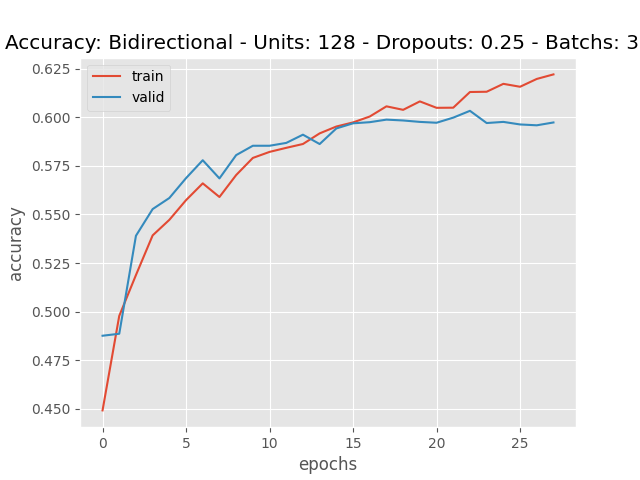 Accuracy: Bidirectional - Units: 128 - Dropouts: 0.25 - Batchs: 3
train
valid
0.625
0.600
0.575
0.550
0.525
0.500
0.475
0.450
accuracy
0 5 10 15 20 25
epochs